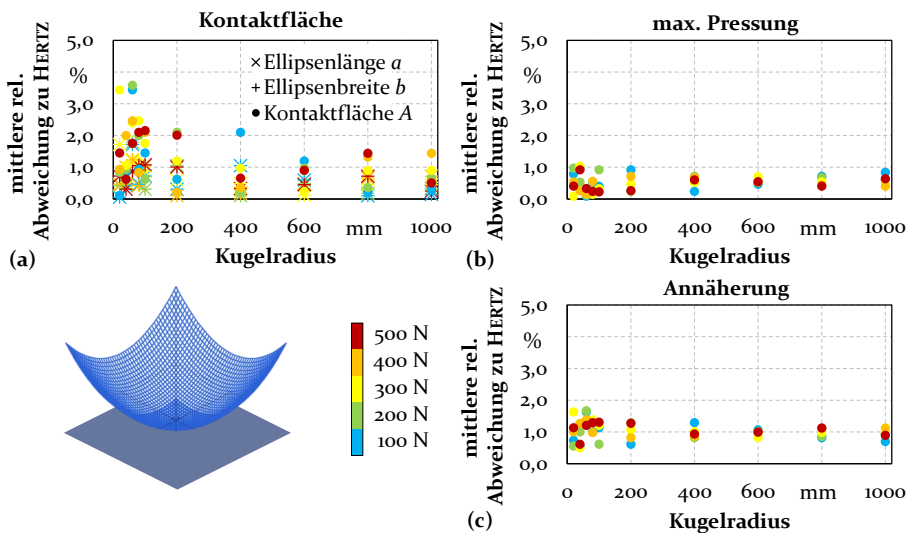 Kontaktfläche
mittlere rel.
Abweichung zu HERTZ
5,0
%
3,0
2,0
1,0
0,0
× Ellipsenlänge a
+ Ellipsenbreite b
● Kontaktfläche A
0 200 400 600 mm 1000
Kugelradius
(a)
max. Pressung
mittlere rel.
Abweichung zu HERTZ
5,0
%
3,0
2,0
1,0
0,0
0 200 400 600 mm 1000
Kugelradius
(b)
500 N
400 N
300 N
200 N
100 N
Annäherung
mittlere rel.
Abweichung zu HERTZ
5,0
%
3,0
2,0
1,0
0,0
0 200 400 600 mm 1000
Kugelradius
(c)